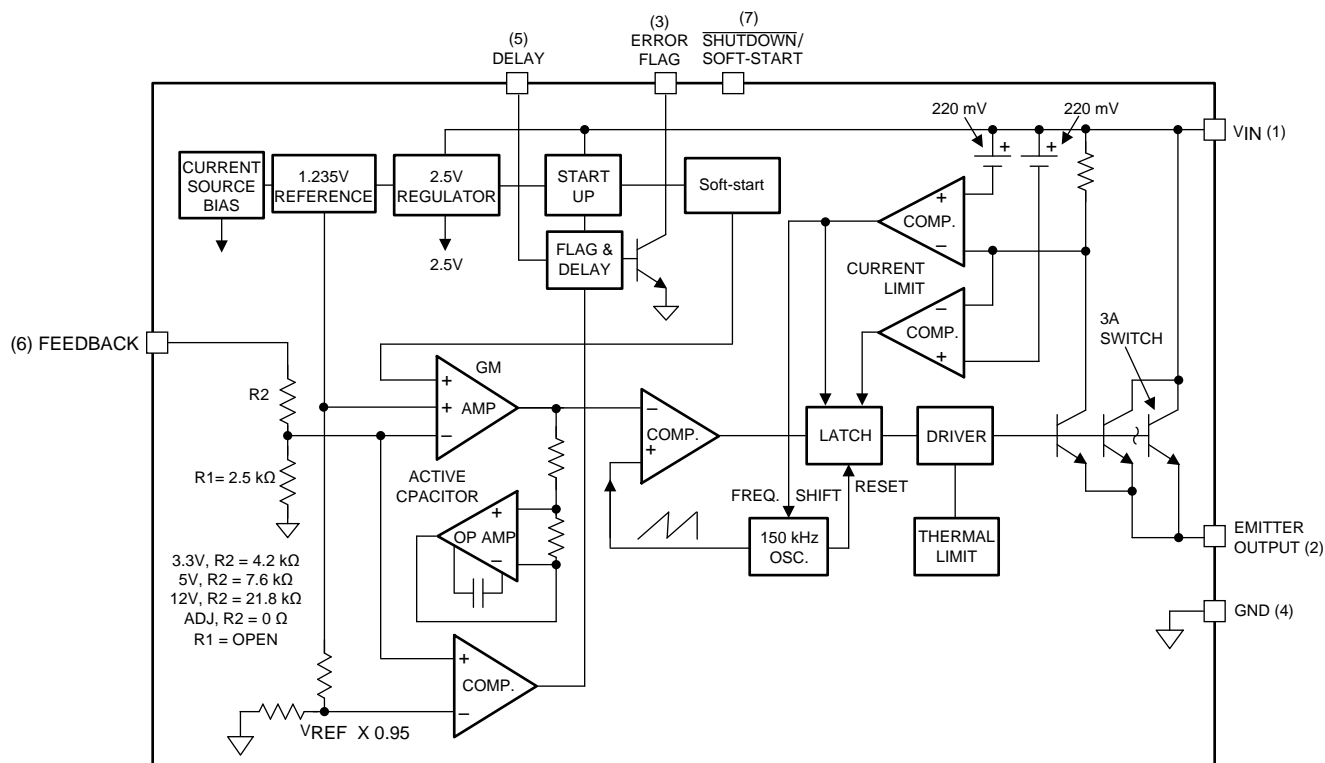 (5)
DELAY
(3)
ERROR
FLAG
(7)
SHUTDOWN/
SOFT-START
220 mV
220 mV
+
+
VIN (1)
CURRENT
SOURCE
BIAS
1.235V
REFERENCE
2.5V
REGULATOR
START
UP
Soft-start
2.5V
FLAG &
DELAY
+
COMP.
−
CURRENT
LIMIT
−
COMP.
+
3A
SWITCH
(6) FEEDBACK
R2
R1= 2.5 kΩ
GM
+
+
AMP
−
ACTIVE
CPACITOR
+
OP AMP
−
−
COMP.
+
LATCH
DRIVER
FREQ. SHIFT
RESET
150 kHz
OSC.
THERMAL
LIMIT
EMITTER
OUTPUT (2)
GND (4)
3.3V, R2 = 4.2 kΩ
5V, R2 = 7.6 kΩ
12V, R2 = 21.8 kΩ
ADJ, R2 = 0 Ω
R1 = OPEN
+
COMP.
−
VREF X 0.95